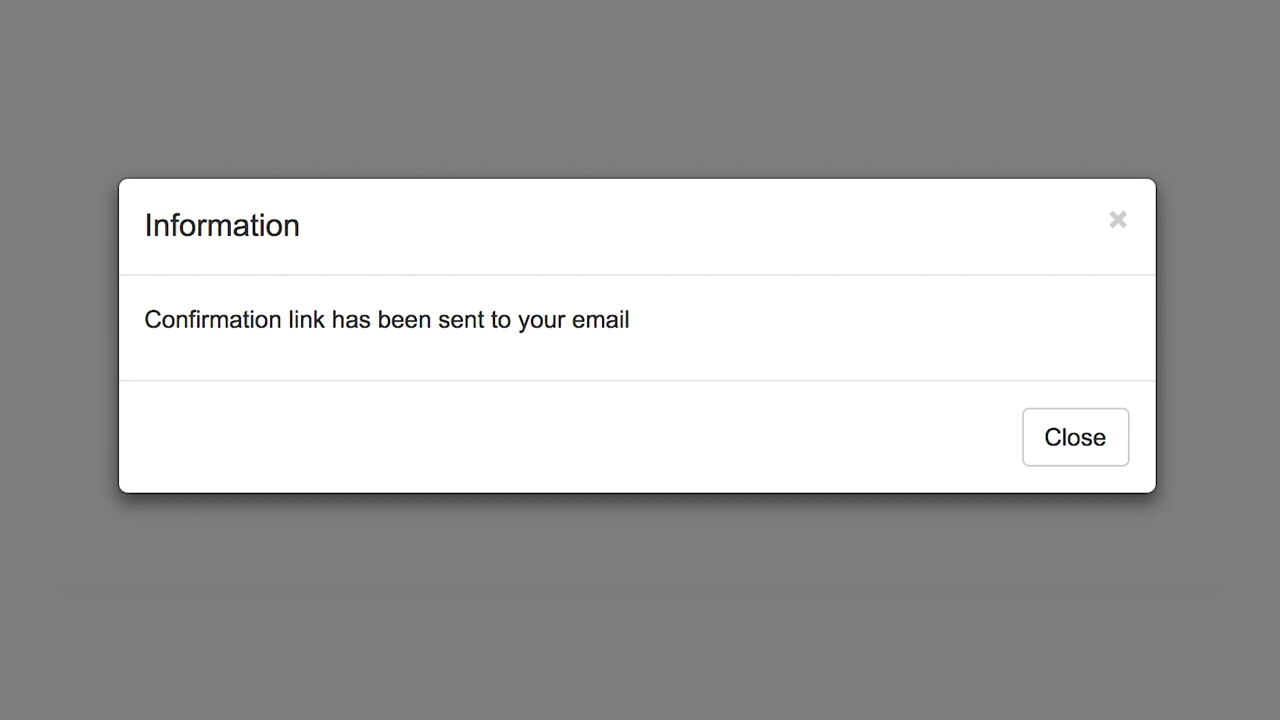 Information
Confirmation link has been sent to your email
Close